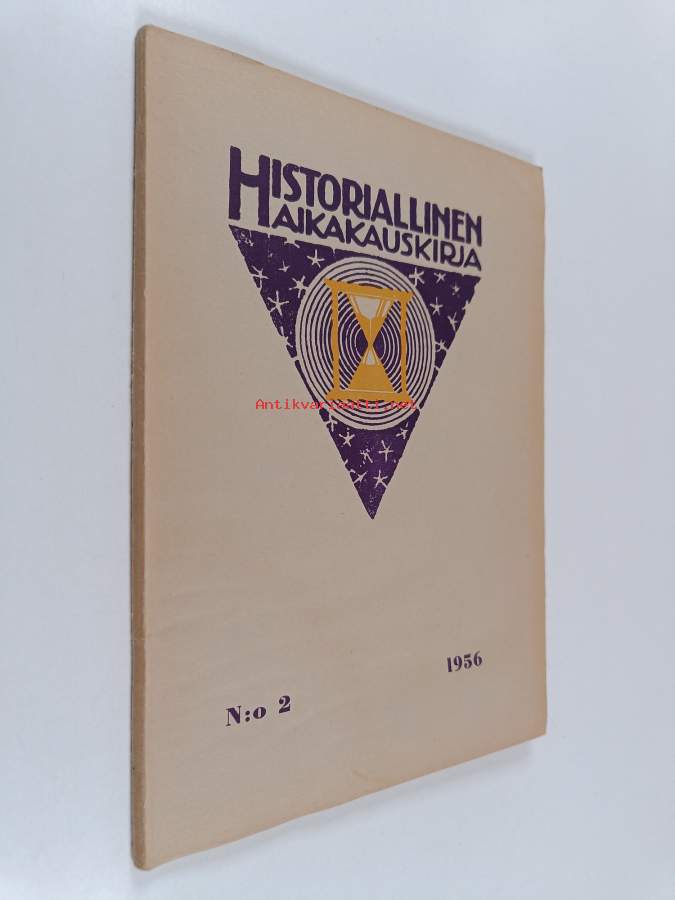 HISTORIALLINEN
AIKAKAUSKIRJA
Antikvariaatti.net
N:o 2
1956